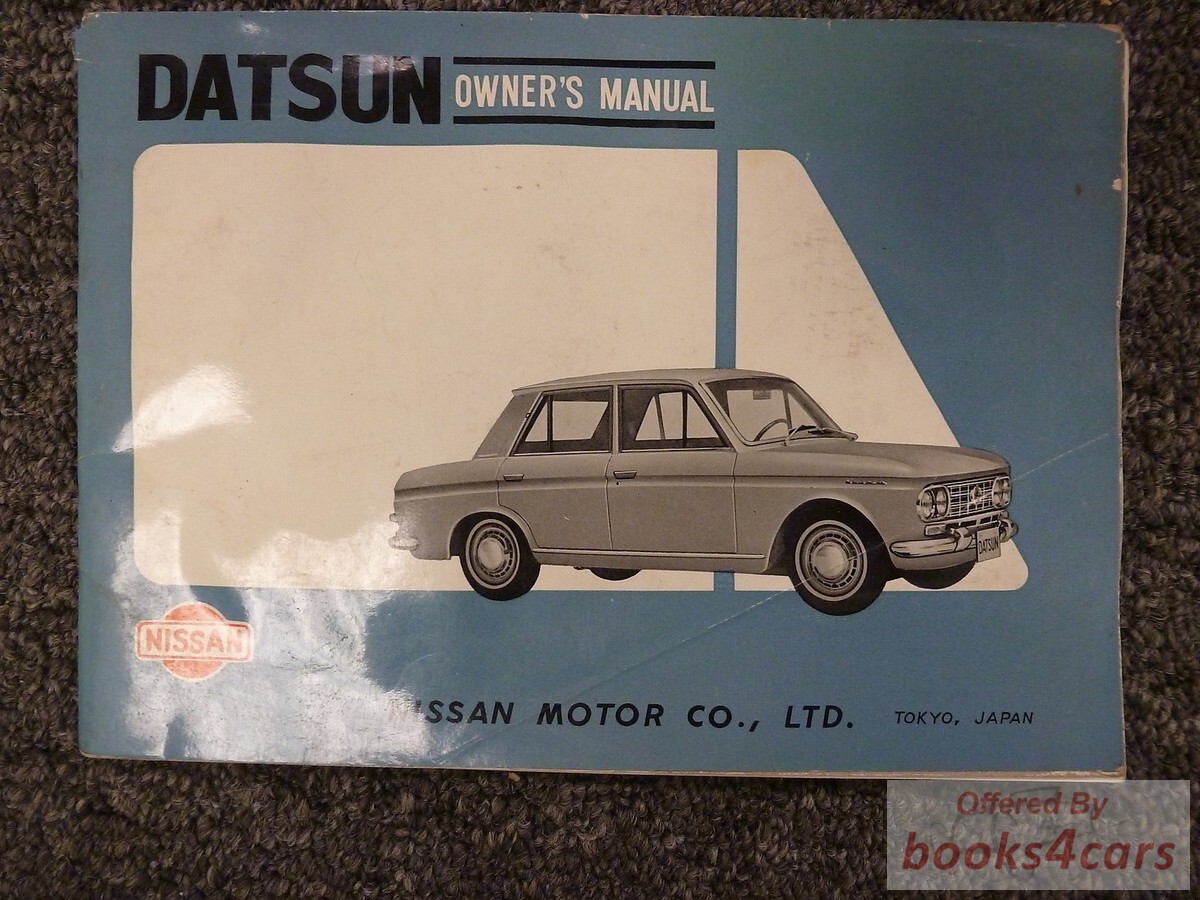 DATSUN OWNER'S MANUAL
DATSUN
NISSAN
NISSAN MOTOR CO., LTD. TOKYO, JAPAN
Offered By
books4cars